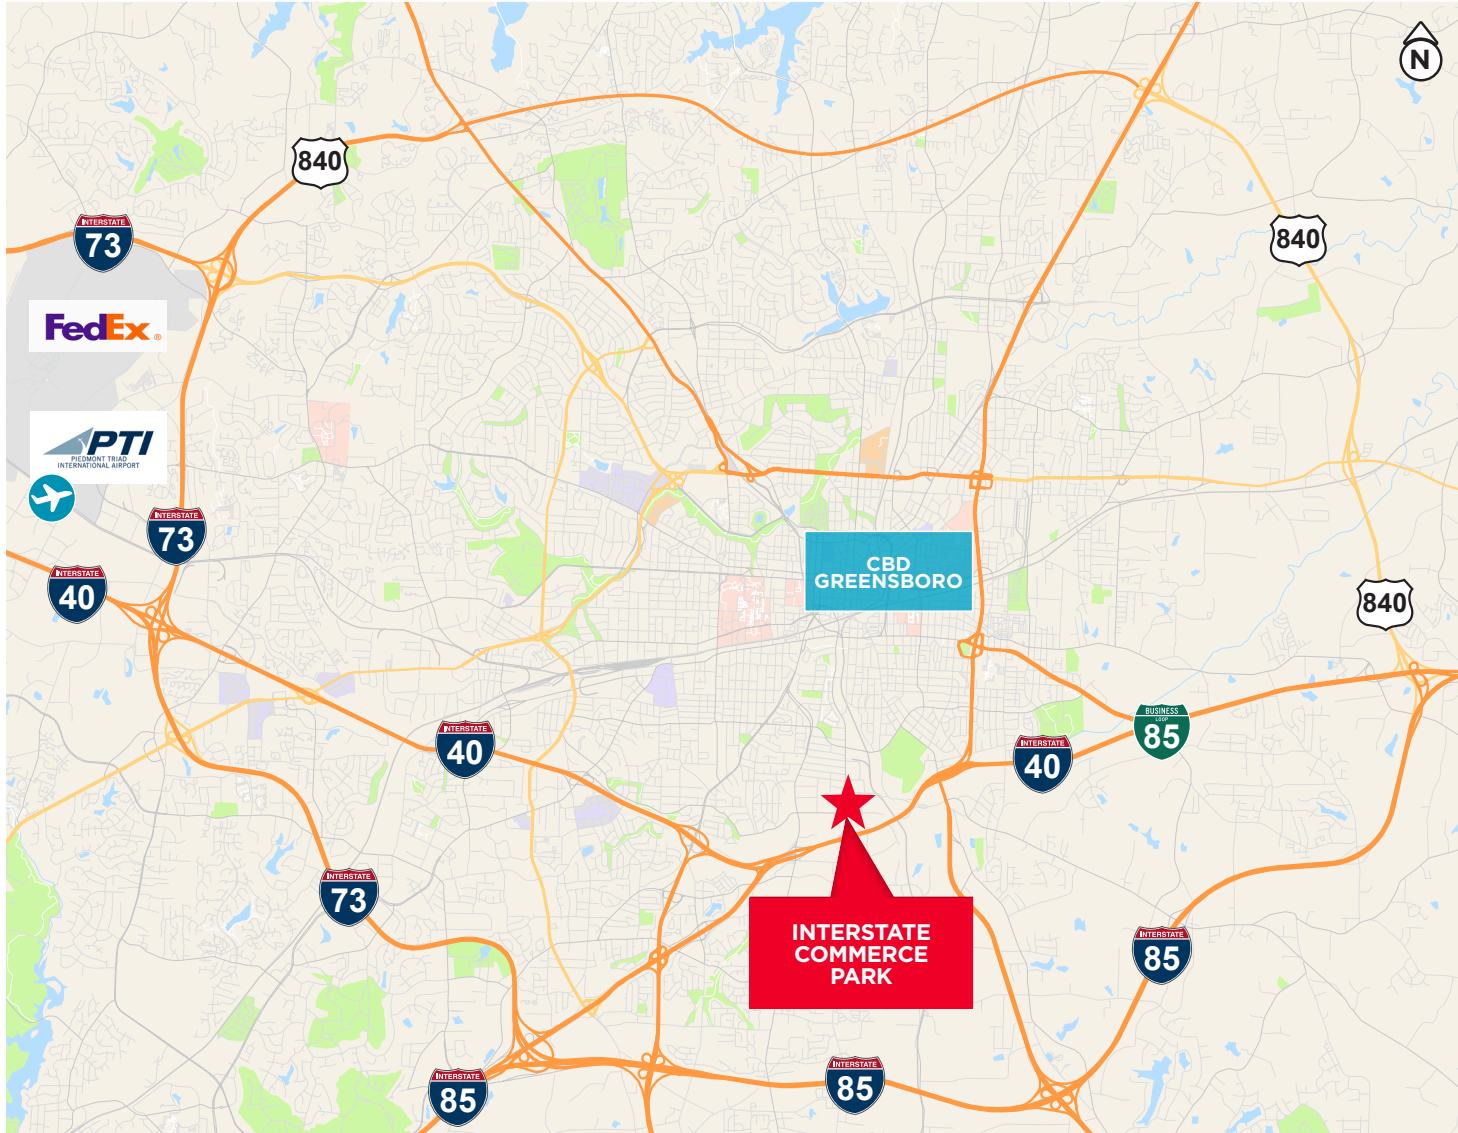 N
840
INTERSTATE
73
840
FedEx®
PTI
PIEDMONT TRIAD
INTERNATIONAL AIRPORT
INTERSTATE
73
CBD
GREENSBORO
INTERSTATE
40
840
BUSINESS
LOOP
85
INTERSTATE
40
INTERSTATE
40
INTERSTATE
73
INTERSTATE
COMMERCE
PARK
INTERSTATE
85
INTERSTATE
85
INTERSTATE
85